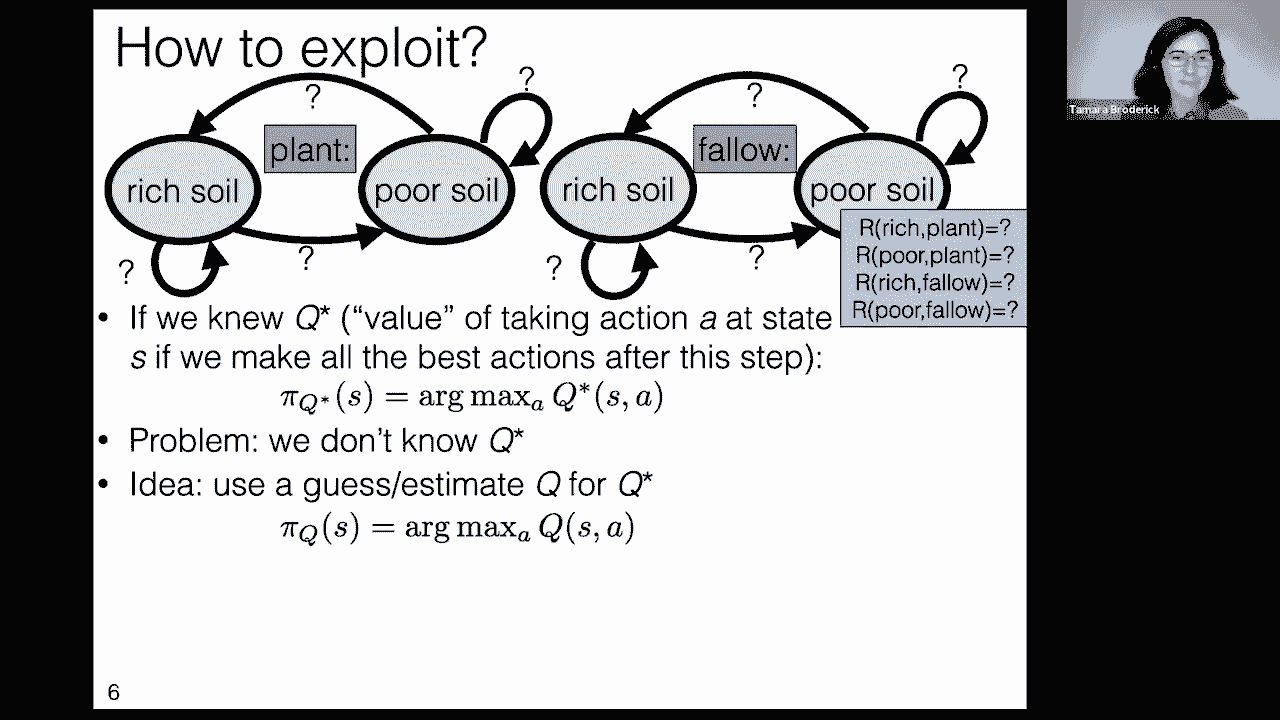 How to exploit?
?
?
?
?
plant:
fallow:
rich soil
poor soil
rich soil
poor soil
?
?
?
?
R(rich,plant)=?
R(poor,plant)=?
R(rich,fallow)=?
R(poor,fallow)=?
• If we knew Q* (“value” of taking action a at state
s if we make all the best actions after this step):
π_{Q*}(s) = arg max_a Q*(s, a)
• Problem: we don’t know Q*
• Idea: use a guess/estimate Q for Q*
π_Q(s) = arg max_a Q(s, a)
6
Tamara Broderick